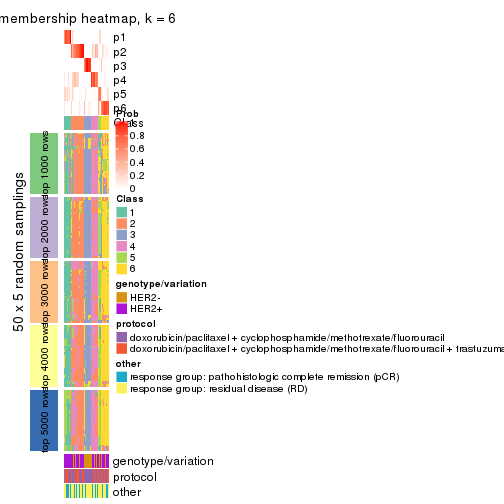 membership heatmap, k = 6
p1
p2
p3
p4
p5
p6
Class
Prob
1
0.8
0.6
0.4
0.2
0
Class
1
2
3
4
5
6
genotype/variation
HER2-
HER2+
protocol
doxorubicin/paclitaxel + cyclophosphamide/methotrexate/fluorouracil
doxorubicin/paclitaxel + cyclophosphamide/methotrexate/fluorouracil + trastuzuma
other
response group: pathohistologic complete remission (pCR)
response group: residual disease (RD)
50 x 5 random samplings
top 1000 rows
top 2000 rows
top 3000 rows
top 4000 rows
top 5000 rows
genotype/variation
protocol
other